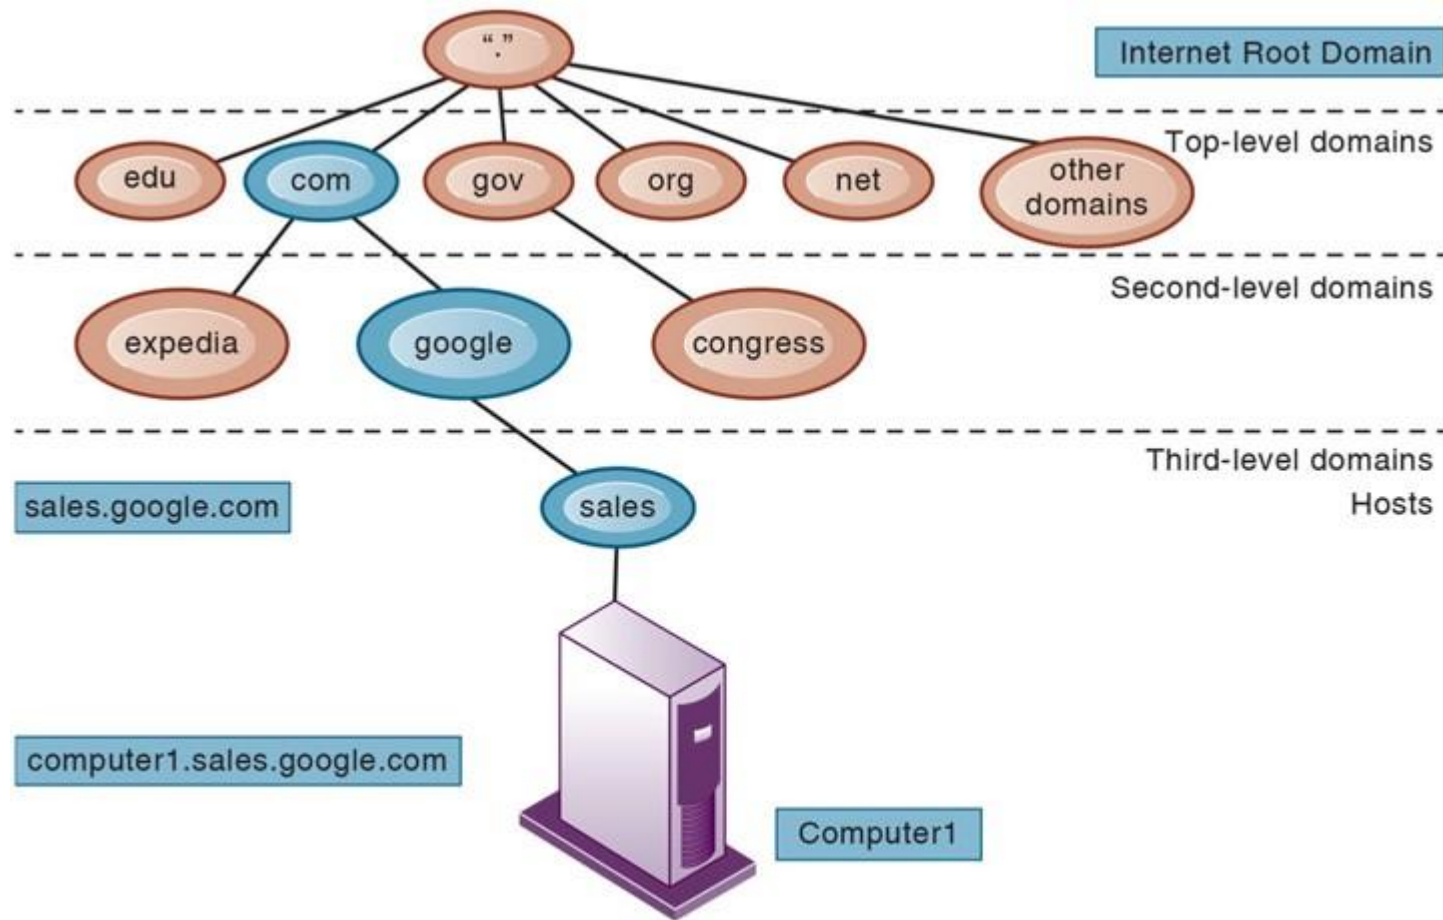 “.”
Internet Root Domain
Top-level domains
edu
com
gov
org
net
other
domains
Second-level domains
expedia
google
congress
Third-level domains
Hosts
sales.google.com
sales
computer1.sales.google.com
Computer1